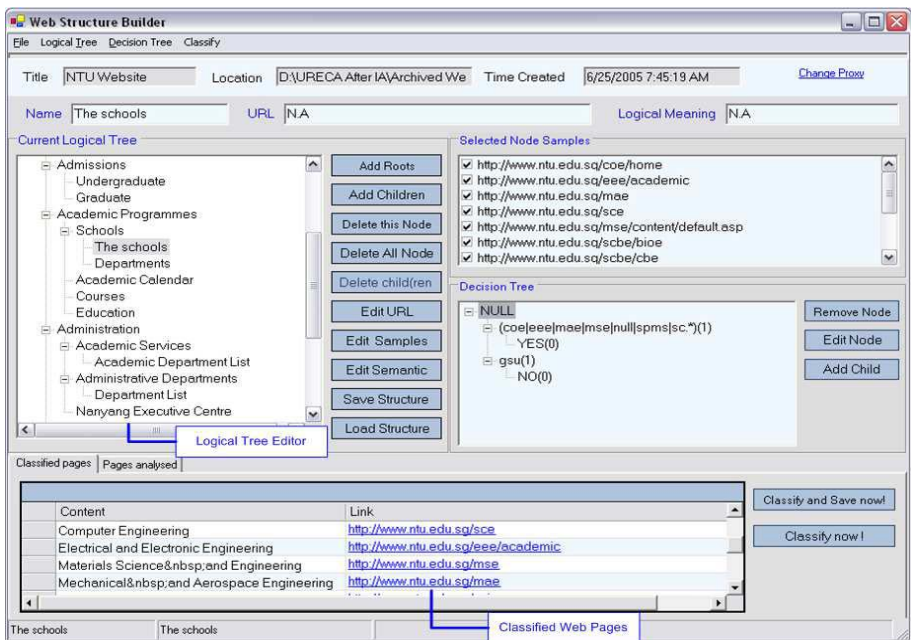 Web Structure Builder
File Logical Tree Decision Tree Classify
Title NTU Website Location D:\URECA After IA\Archived We Time Created 6/25/2005 7:45:19 AM Change Proxy
Name The schools URL N.A Logical Meaning N.A
Current Logical Tree
Admissions
Undergraduate
Graduate
Academic Programmes
Schools
The schools
Departments
Academic Calendar
Courses
Education
Administration
Academic Services
Academic Department List
Administrative Departments
Department List
Nanyang Executive Centre
Logical Tree Editor
Add Roots
Add Children
Delete this Node
Delete All Node
Delete child(ren
Edit URL
Edit Samples
Edit Semantic
Save Structure
Load Structure
Selected Node Samples
http://www.ntu.edu.sg/coe/home
http://www.ntu.edu.sg/eee/academic
http://www.ntu.edu.sg/mae
http://www.ntu.edu.sg/sce
http://www.ntu.edu.sg/mse/content/default.asp
http://www.ntu.edu.sg/scbe/bioe
http://www.ntu.edu.sg/scbe/cbe
Decision Tree
NULL
(coe|eee|mae|mse|null|spms|sc.*)(1)
YES(0)
gsu(1)
NO(0)
Remove Node
Edit Node
Add Child
Classified pages Pages analysed
Content Link
Computer Engineering http://www.ntu.edu.sg/sce
Electrical and Electronic Engineering http://www.ntu.edu.sg/eee/academic
Materials Science&nbsp;and Engineering http://www.ntu.edu.sg/mse
Mechanical&nbsp;and Aerospace Engineering http://www.ntu.edu.sg/mae
Classify and Save now!
Classify now !
Classified Web Pages
The schools The schools